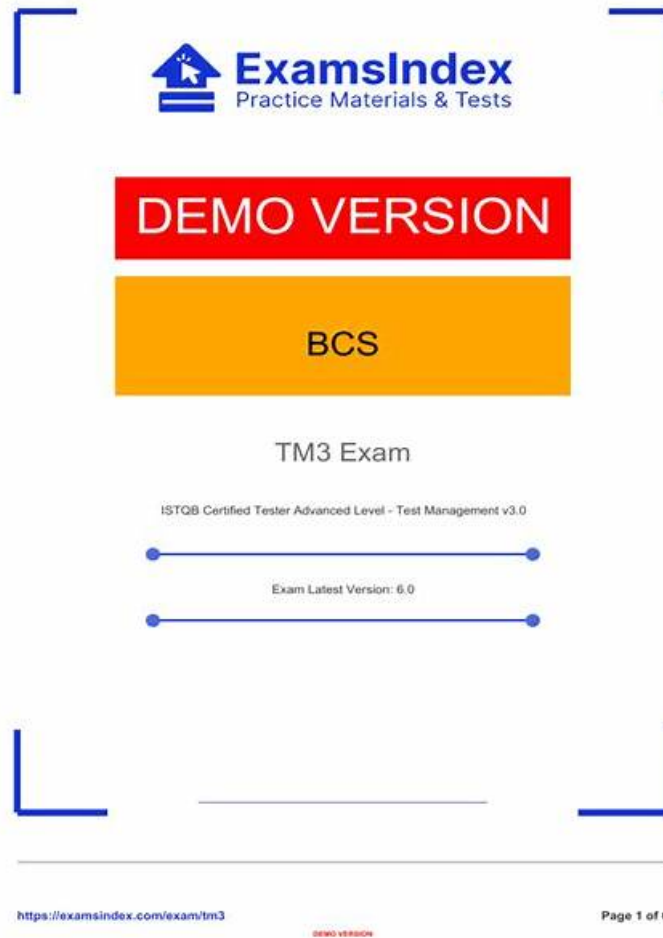 ExamsIndex
Practice Materials & Tests
DEMO VERSION
BCS
TM3 Exam
ISTQB Certified Tester Advanced Level - Test Management v3.0
Exam Latest Version: 6.0
https://examsindex.com/exam/tm3
Page 1 of
DEMO VERSION